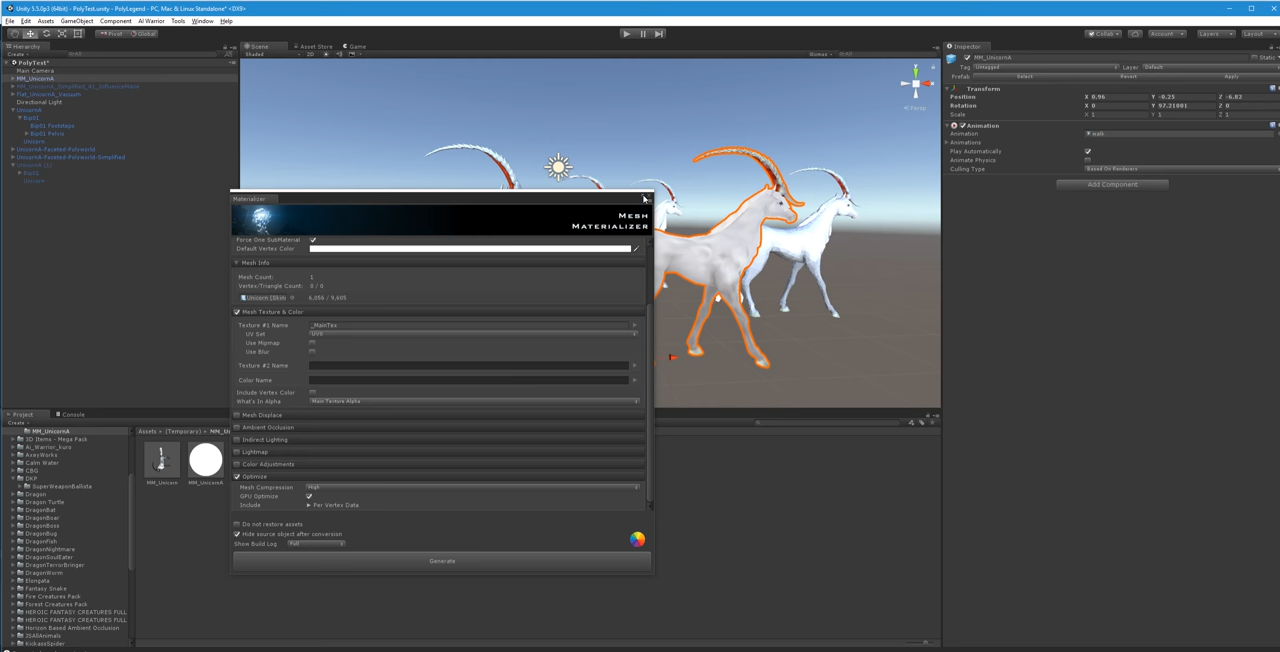 Unity 5.5.0p3 (64bit) - PolyTest.unity - PolyLegend - PC, Mac & Linux Standalone* <DX9>
File Edit Assets GameObject Component AI Warrior Tools Window Help
Pivot Global
Collab Account Layers Layout
Hierarchy
Create
PolyTest*
Main Camera
MM_UnicornA
Flat_UnicornA_Vacuum
Directional Light
UnicornA
Bip01
Bip01 Footsteps
Bip01 Pelvis
Unicorn
UnicornA-Faceted-Polyworld
UnicornA-Faceted-Polyworld-Simplified
UnicornA (1)
Bip01
Unicorn
Scene Asset Store Game
Shaded 2D Gizmos
y
Persp
Materializer
MESH
MATERIALIZER
Force One SubMaterial
Default Vertex Color
Mesh Info
Mesh Count: 1
Vertex/Triangle Count: 0 / 0
Unicorn (Skin 6,056 / 9,605
Mesh Texture & Color
Texture #1 Name _MainTex
UV Set UV0
Use Mipmap
Use Blur
Texture #2 Name
Color Name
Include Vertex Color
What's In Alpha Main Texture Alpha
Mesh Displace
Ambient Occlusion
Indirect Lighting
Lightmap
Color Adjustments
Optimize
Mesh Compression High
GPU Optimize
Include Per Vertex Data
Do not restore assets
Hide source object after conversion
Show Build Log Full
Generate
Inspector
MM_UnicornA Static
Tag Untagged Layer Default
Prefab Select Revert Apply
Transform
Position X 0.96 Y -0.25 Z -6.82
Rotation X 0 Y 97.21001 Z 0
Scale X 1 Y 1 Z 1
Animation
Animation walk
Animations
Play Automatically
Animate Physics
Culling Type Based On Renderers
Add Component
Project Console
Create
MM_UnicornA
3D Items - Mega Pack
Ai_Warrior_kuro
AxeyWorks
Calm Water
CBG
DKP
SuperWeaponBallista
Dragon
Dragon Turtle
DragonBat
DragonBoar
DragonBoss
DragonBug
DragonFish
DragonNightmare
DragonSoulEater
DragonTerrorBringer
DragonWorm
Elongata
Fantasy Snake
Fire Creatures Pack
Forest Creatures Pack
HEROIC FANTASY CREATURES FULL
HEROIC FANTASY CREATURES FULL
Horizon Based Ambient Occlusion
JSAllAnimals
KickassSpider
Assets (Temporary) MM_Un
MM_Unicorn MM_UnicornA